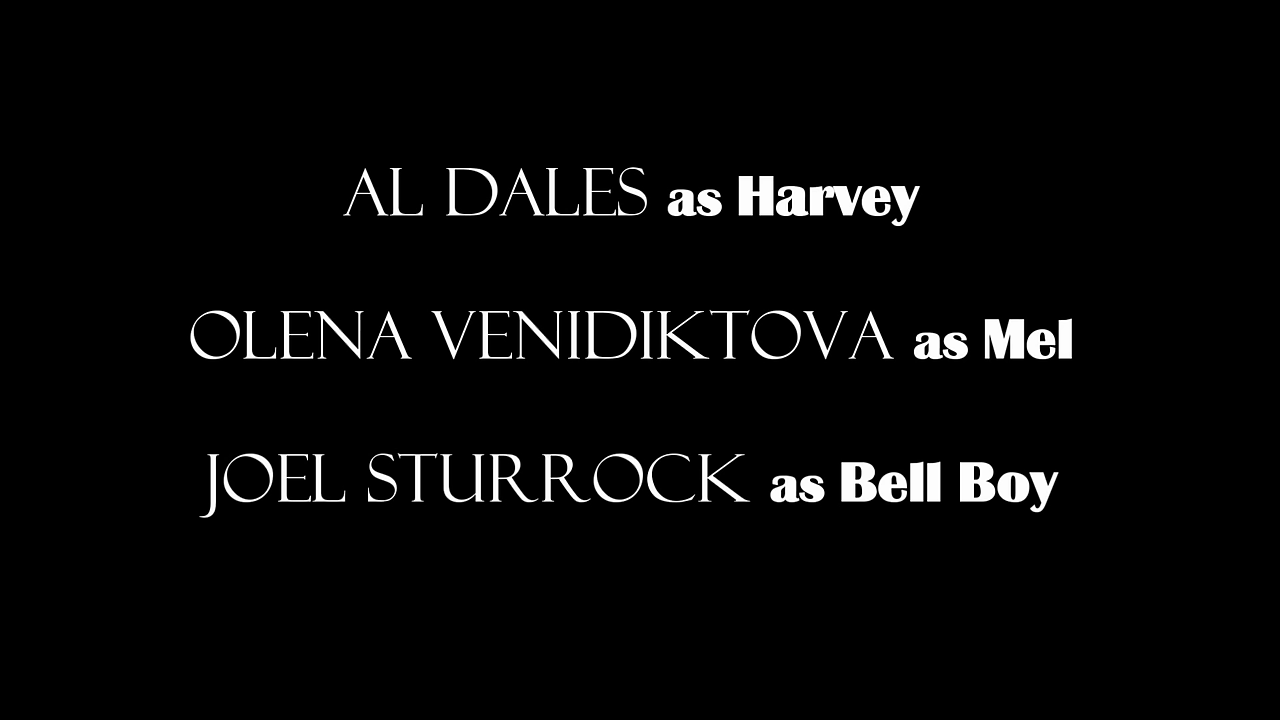 AL DALES as Harvey
OLENA VENIDIKTOVA as Mel
JOEL STURROCK as Bell Boy